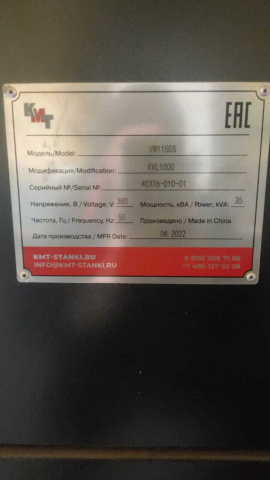 КМТ
EAC
Модель/Model: VM1150S
Модификация/Modification: KVL1000
Серийный №/Serial №: 40376-010-01
Напряжение, В / Voltage, V: 380 Мощность, кВА / Power, kVA: 35
Частота, Гц / Frequency, Hz: 50 Произведено / Made in China
Дата производства / MFR Date: 08.2022
KMT-STANKI.RU
INFO@KMT-STANKI.RU